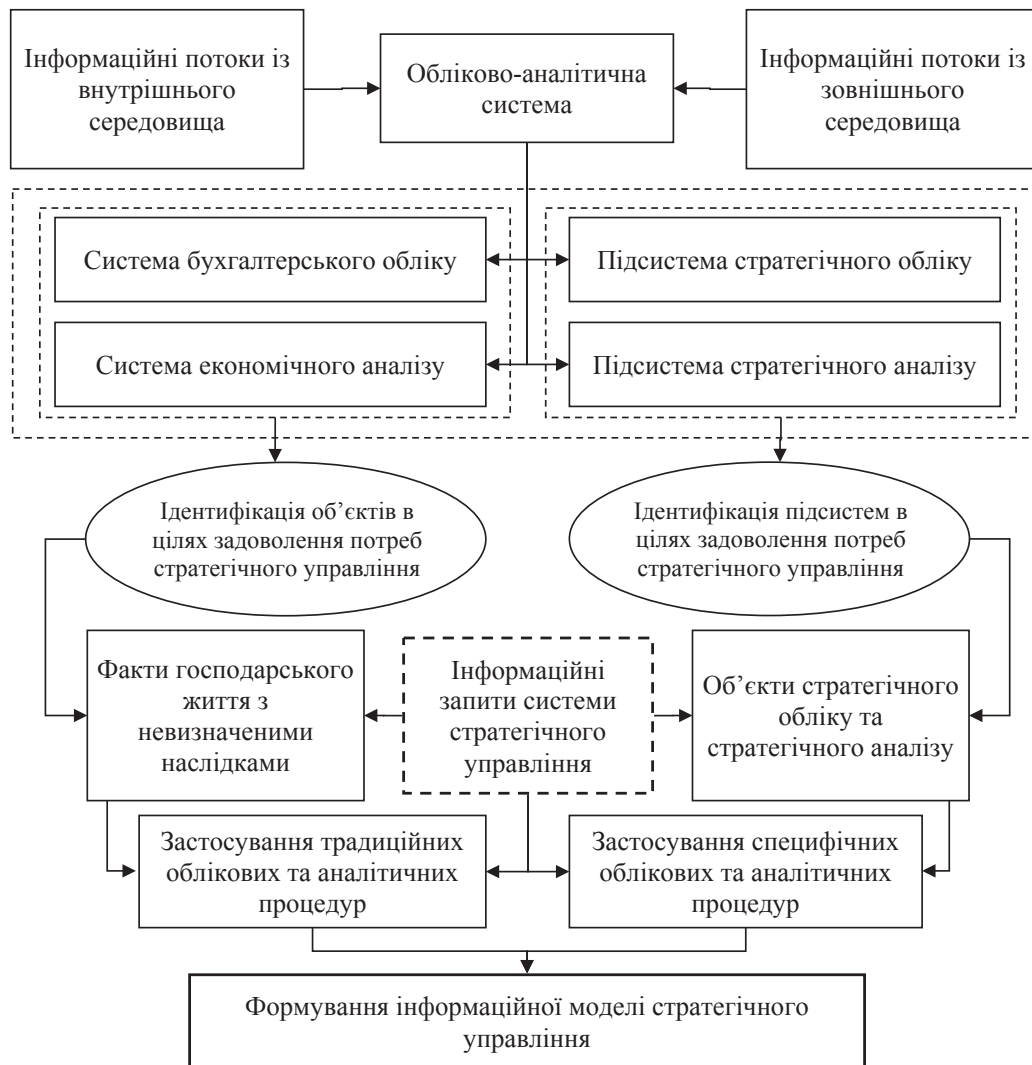 Інформаційні потоки із
внутрішнього
середовища
Обліково-аналітична
система
Інформаційні потоки із
зовнішнього
середовища
Система бухгалтерського обліку
Підсистема стратегічного обліку
Система економічного аналізу
Підсистема стратегічного аналізу
Ідентифікація об’єктів в
цілях задоволення потреб
стратегічного управління
Ідентифікація підсистем в
цілях задоволення потреб
стратегічного управління
Факти господарського
життя з
невизначеними
наслідками
Інформаційні
запити системи
стратегічного
управління
Об’єкти стратегічного
обліку та
стратегічного аналізу
Застосування традиційних
облікових та аналітичних
процедур
Застосування специфічних
облікових та аналітичних
процедур
Формування інформаційної моделі стратегічного
управління